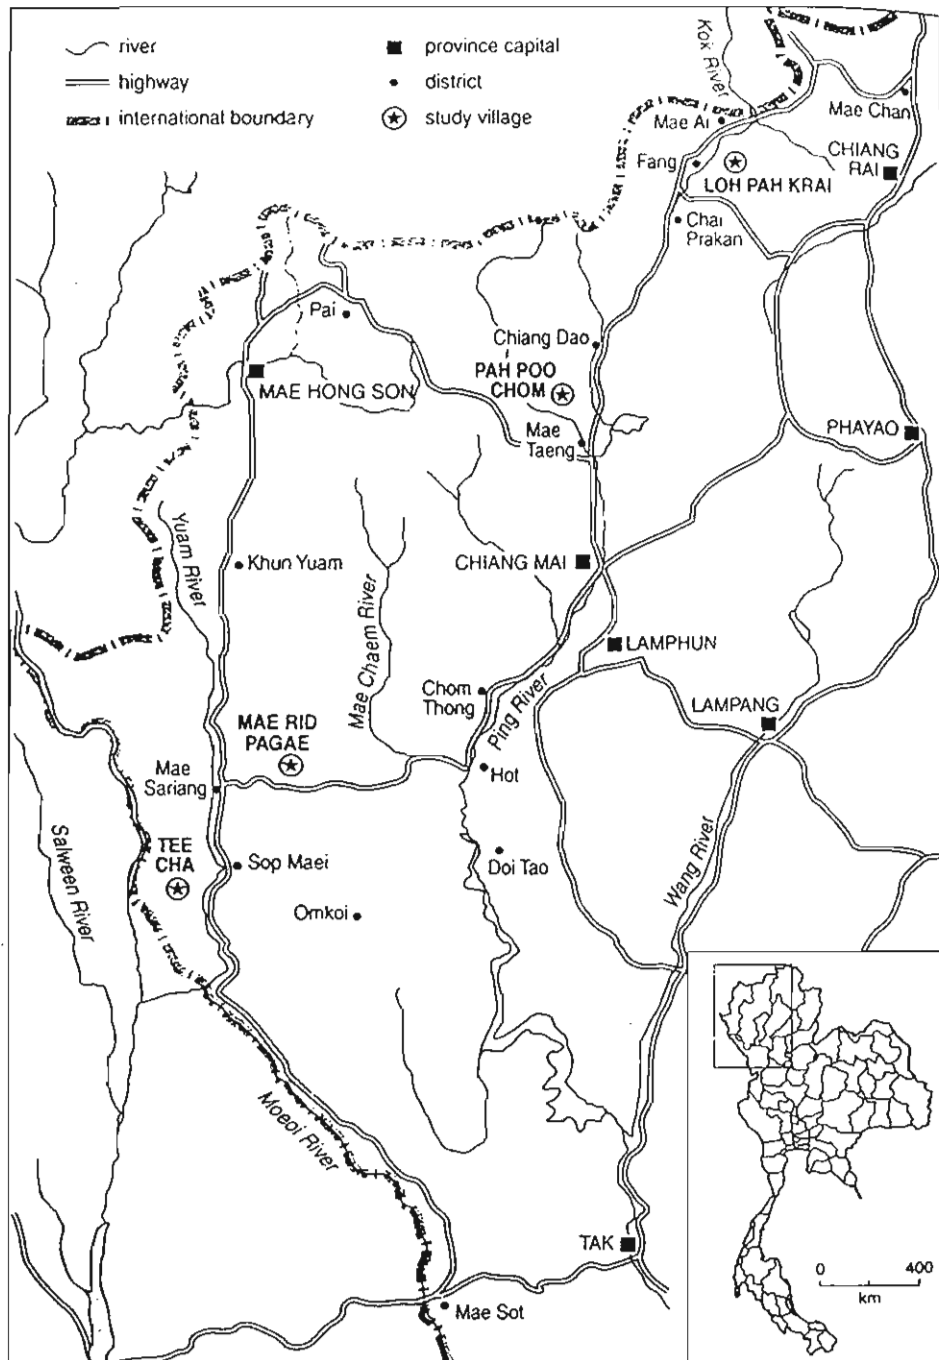 river
highway
international boundary
province capital
district
study village
Kok River
Mae Chan
Mae Ai
CHIANG
RAI
Fang
LOH PAH KRAI
Chai
Prakan
Pai
Chiang Dao
PAH POO
CHOM
MAE HONG SON
Mae
Taeng
PHAYAO
Yuam River
Khun Yuam
CHIANG MAI
Mae Chaem River
LAMPHUN
Chom
Thong
Ping River
LAMPANG
MAE RID
PAGAE
Mae
Sariang
Hot
Salween River
TEE
CHA
Sop Maei
Doi Tao
Wang River
Omkoi
Moeoi River
TAK
0 400
km
Mae Sot